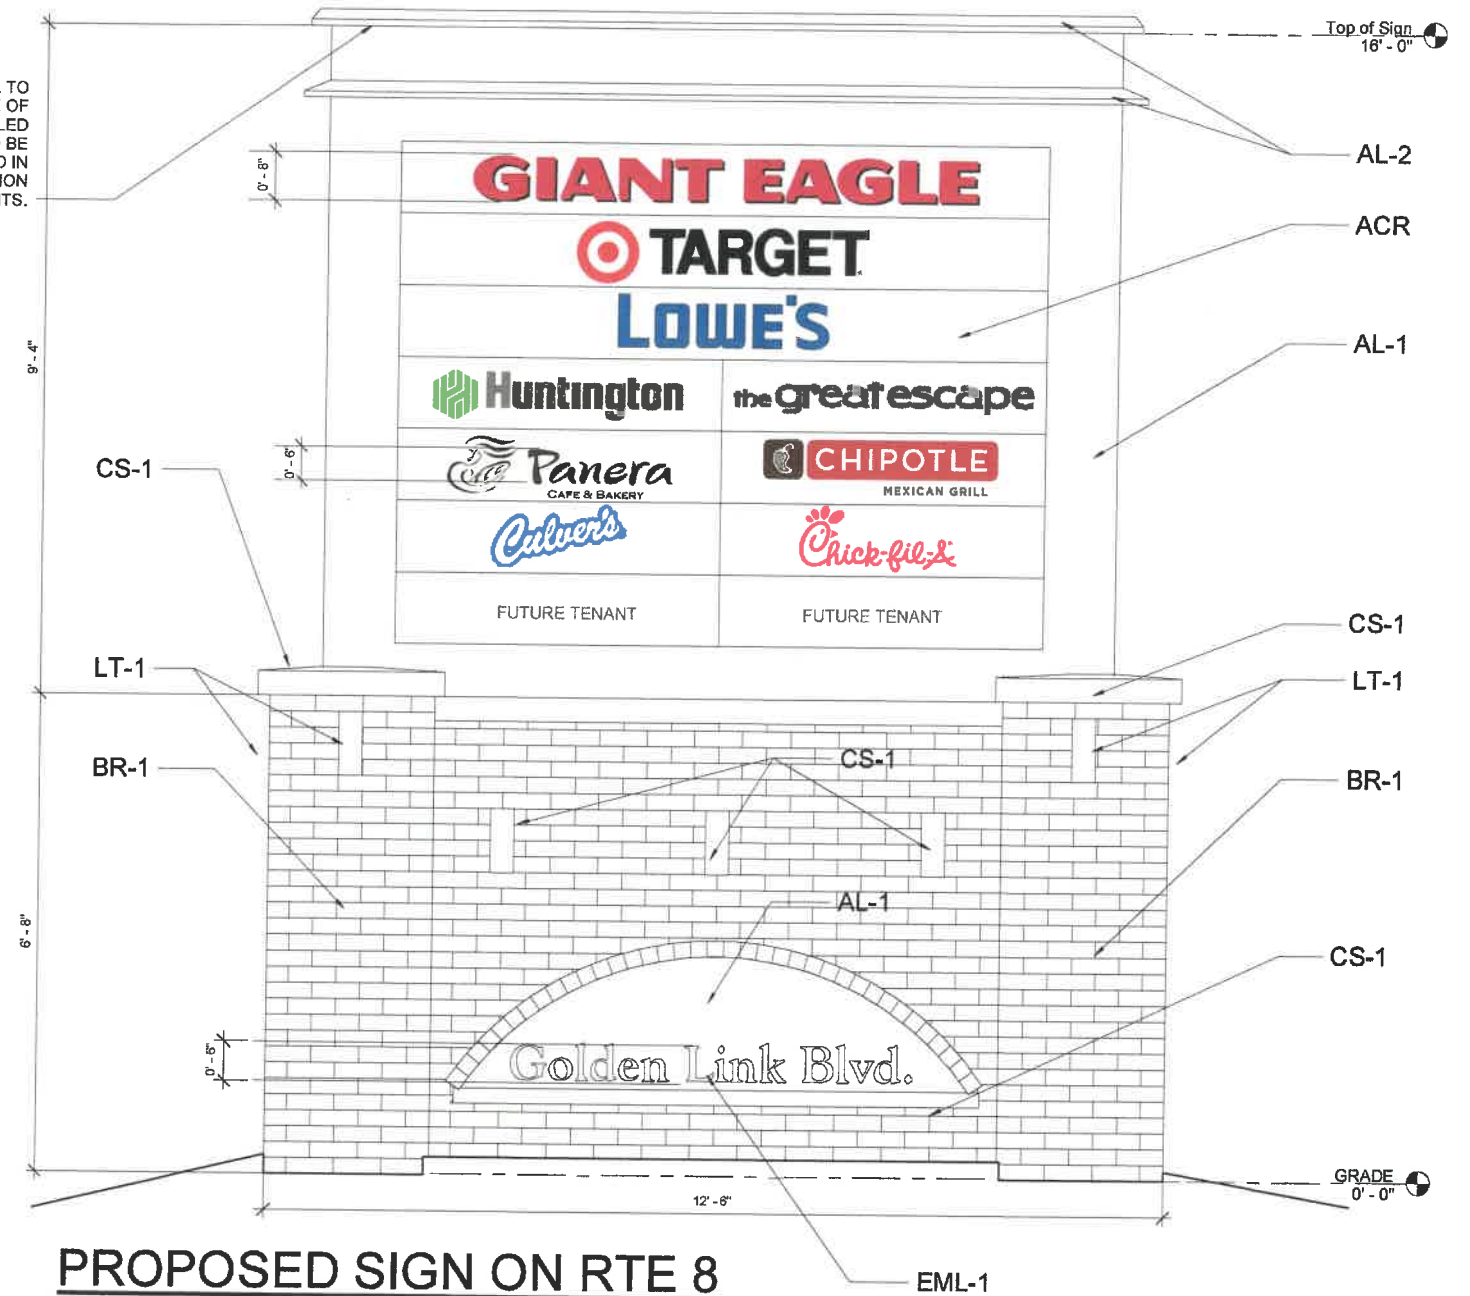 Top of Sign
16' - 0"
TO
OF
LED
BE
D IN
ION
TS.
AL-2
0' - 8"
GIANT EAGLE
ACR
TARGET
LOWE'S
AL-1
9' - 4"
Huntington
the great escape
0' - 6"
Panera
CAFE & BAKERY
CHIPOTLE
MEXICAN GRILL
CS-1
Culver's
Chick-fil-A
FUTURE TENANT
FUTURE TENANT
CS-1
LT-1
LT-1
BR-1
CS-1
BR-1
AL-1
6' - 8"
CS-1
0' - 6"
Golden Link Blvd.
GRADE
0' - 0"
12' - 6"
PROPOSED SIGN ON RTE 8
EML-1